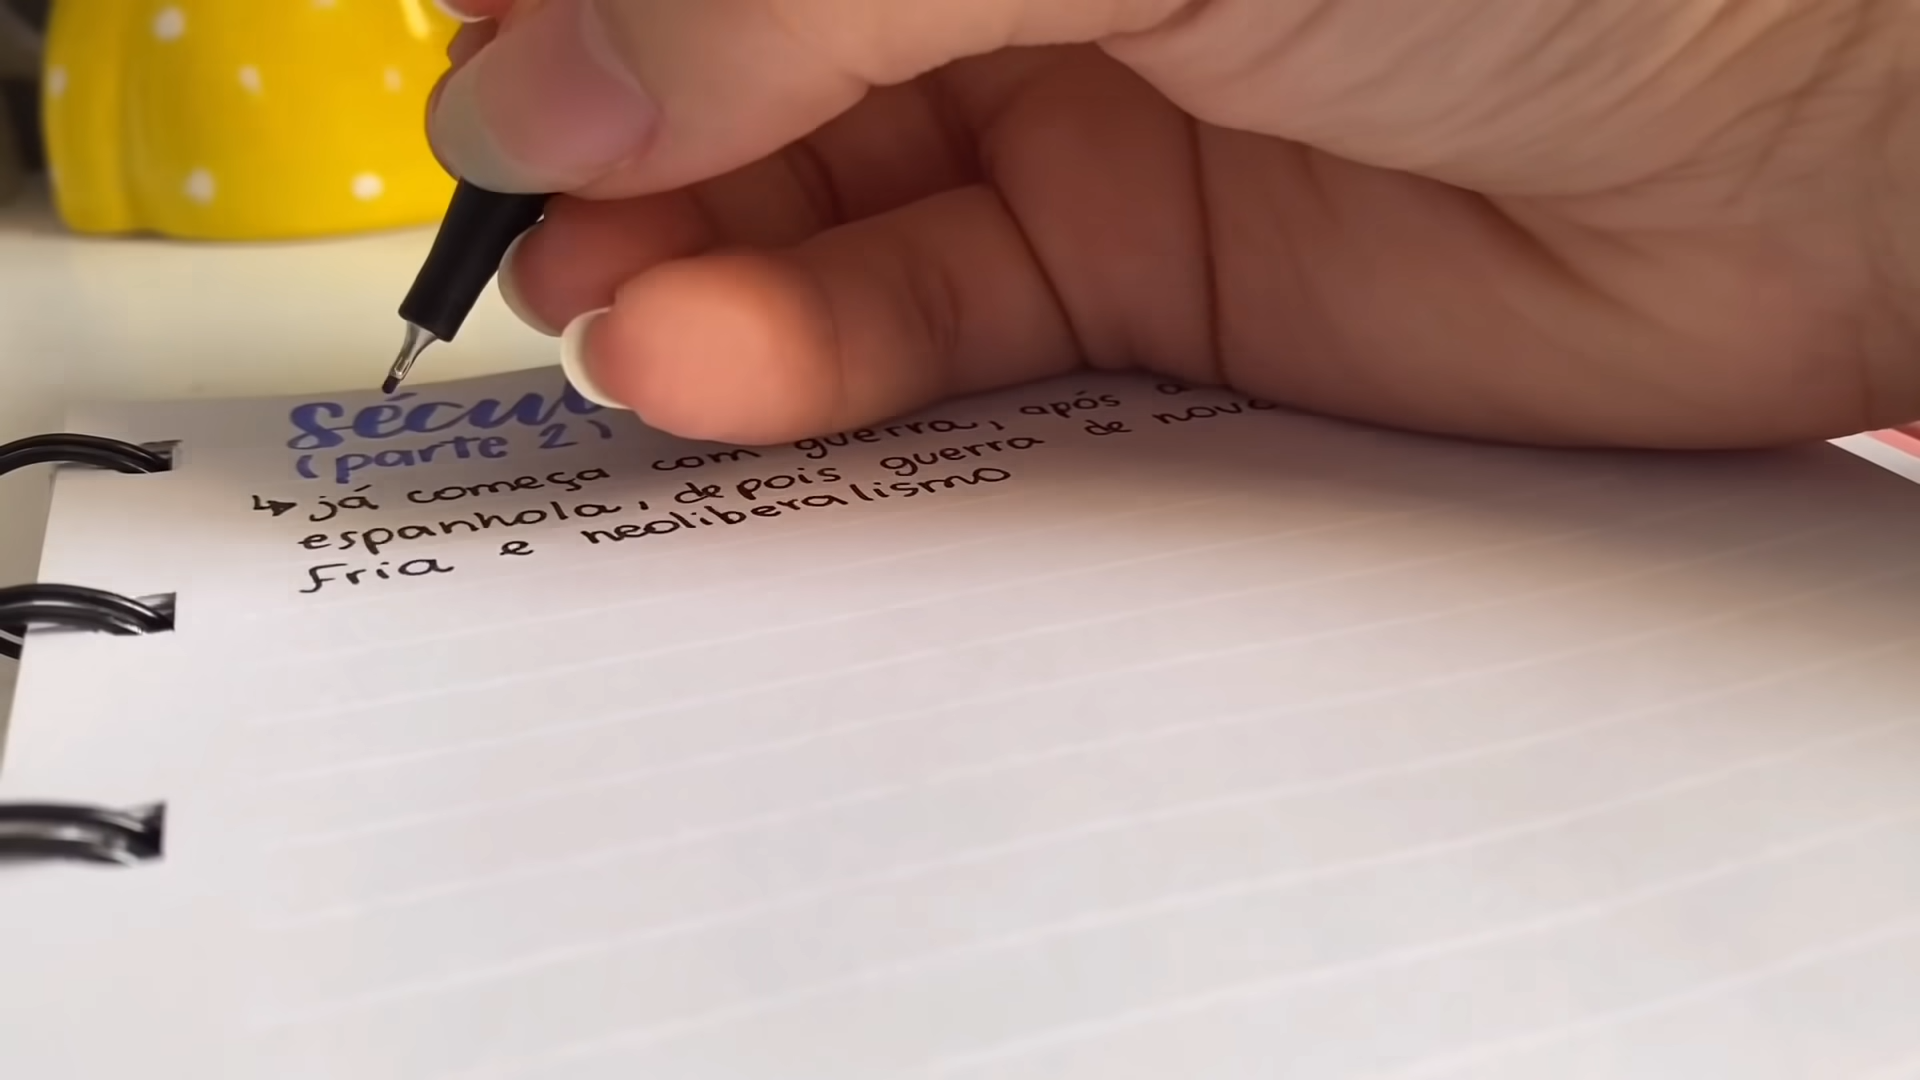 (parte 2)
↳ já começa com guerra, após a
espanhola, depois guerra de novo
fria e neoliberalismo